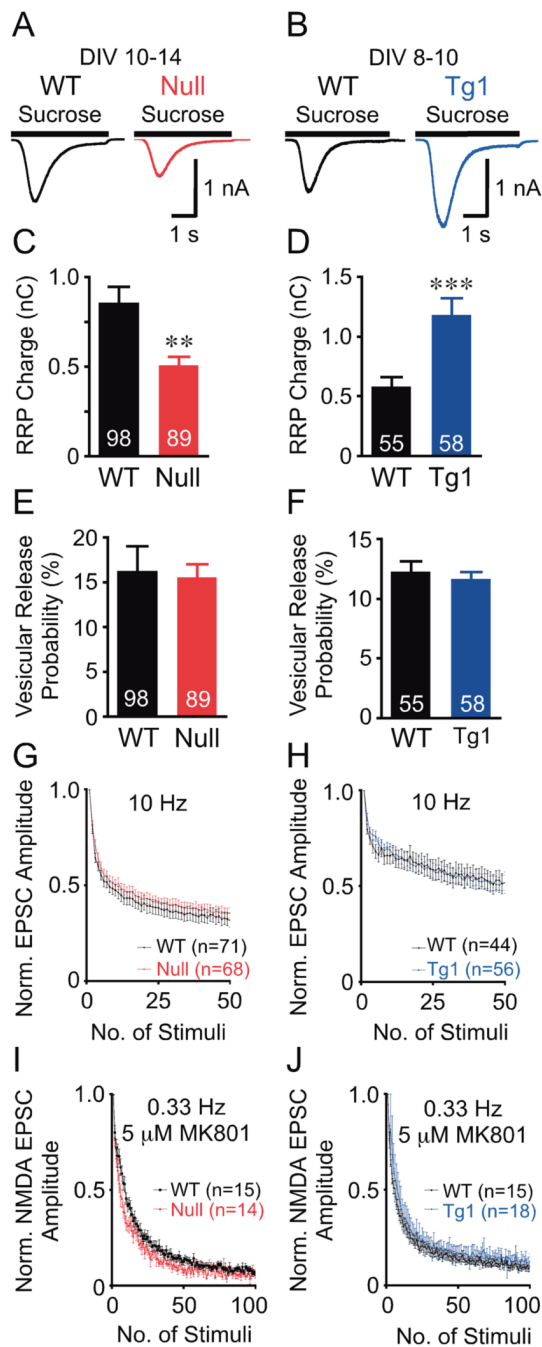 A
B
DIV 10-14
DIV 8-10
WT
Null
WT
Tg1
Sucrose
Sucrose
Sucrose
Sucrose
1 nA
1 s
1 nA
1 s
C
D
RRP Charge (nC)
1.0
0.5
0
**
98
89
WT
Null
RRP Charge (nC)
1.5
1.0
0.5
0
***
55
58
WT
Tg1
E
F
Vesicular Release
Probability (%)
20
15
10
5
0
98
89
WT
Null
Vesicular Release
Probability (%)
15
10
5
0
55
58
WT
Tg1
G
H
Norm. EPSC Amplitude
1.0
0.5
0
10 Hz
WT (n=71)
Null (n=68)
0
25
50
No. of Stimuli
Norm. EPSC Amplitude
1.0
0.5
0
10 Hz
WT (n=44)
Tg1 (n=56)
0
25
50
No. of Stimuli
I
J
Norm. NMDA EPSC
Amplitude
1.0
0.5
0
0.33 Hz
5 μM MK801
WT (n=15)
Null (n=14)
0
50
100
No. of Stimuli
Norm. NMDA EPSC
Amplitude
1.0
0.5
0
0.33 Hz
5 μM MK801
WT (n=15)
Tg1 (n=18)
0
50
100
No. of Stimuli